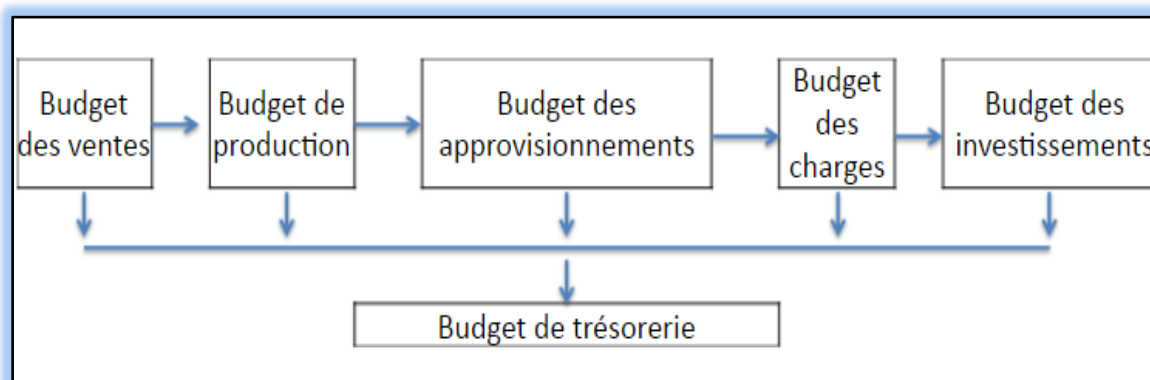 Budget
des ventes
Budget de
production
Budget des
approvisionnements
Budget
des
charges
Budget des
investissements
Budget de trésorerie